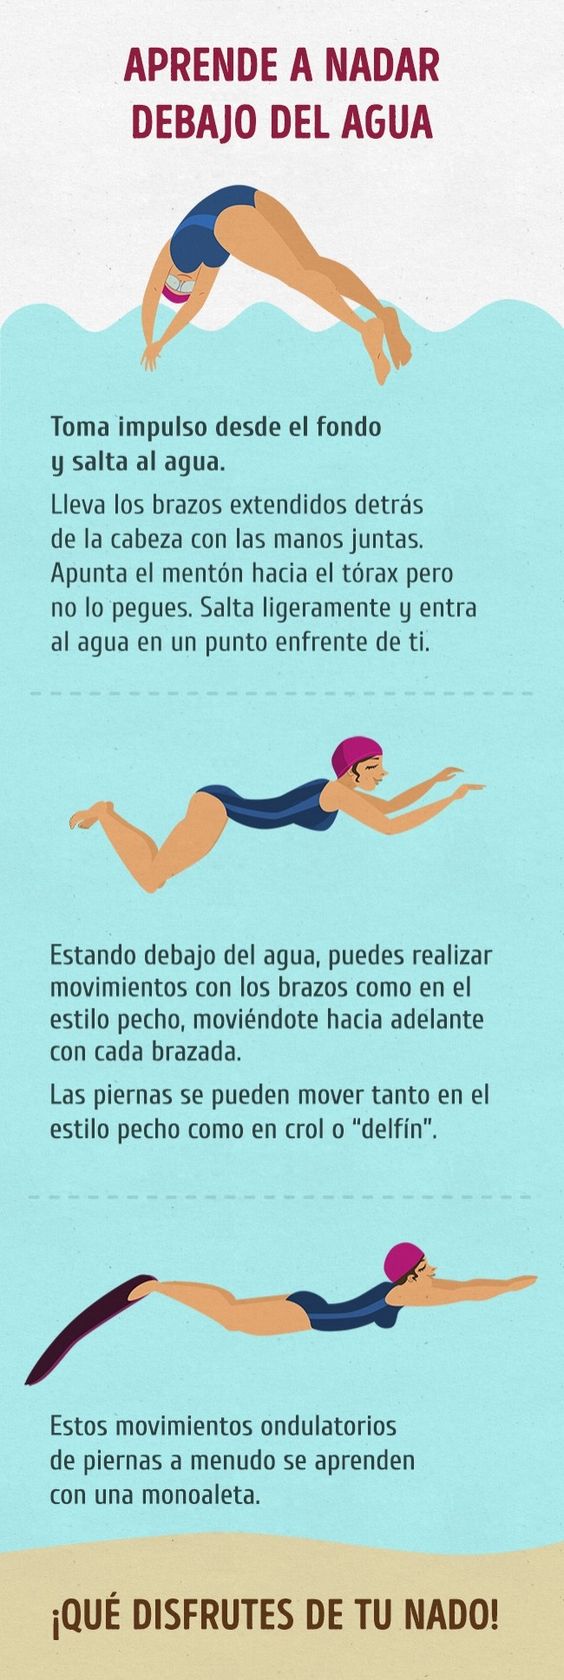 APRENDE A NADAR
DEBAJO DEL AGUA
Toma impulso desde el fondo
y salta al agua.
Lleva los brazos extendidos detrás
de la cabeza con las manos juntas.
Apunta el mentón hacia el tórax pero
no lo pegues. Salta ligeramente y entra
al agua en un punto enfrente de ti.
Estando debajo del agua, puedes realizar
movimientos con los brazos como en el
estilo pecho, moviéndote hacia adelante
con cada brazada.
Las piernas se pueden mover tanto en el
estilo pecho como en crol o “delfín”.
Estos movimientos ondulatorios
de piernas a menudo se aprenden
con una monoaleta.
¡QUÉ DISFRUTES DE TU NADO!